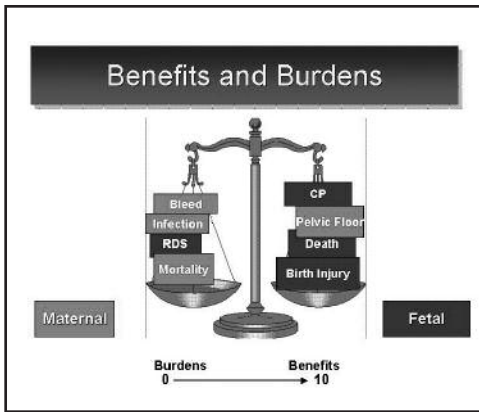 Benefits and Burdens
Bleed
Infection
RDS
Mortality
CP
Pelvic Floor
Death
Birth Injury
Maternal
Fetal
Burdens Benefits
0 10